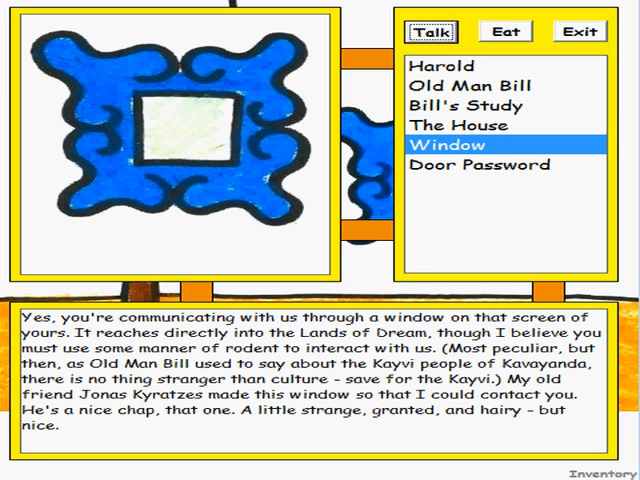 Talk Eat Exit
Harold
Old Man Bill
Bill's Study
The House
Window
Door Password
Yes, you're communicating with us through a window on that screen of
yours. It reaches directly into the Lands of Dream, though I believe you
must use some manner of rodent to interact with us. (Most peculiar, but
then, as Old Man Bill used to say about the Kayvi people of Kavayanda,
there is no thing stranger than culture - save for the Kayvi.) My old
friend Jonas Kyratzes made this window so that I could contact you.
He's a nice chap, that one. A little strange, granted, and hairy - but
nice.
Inventory